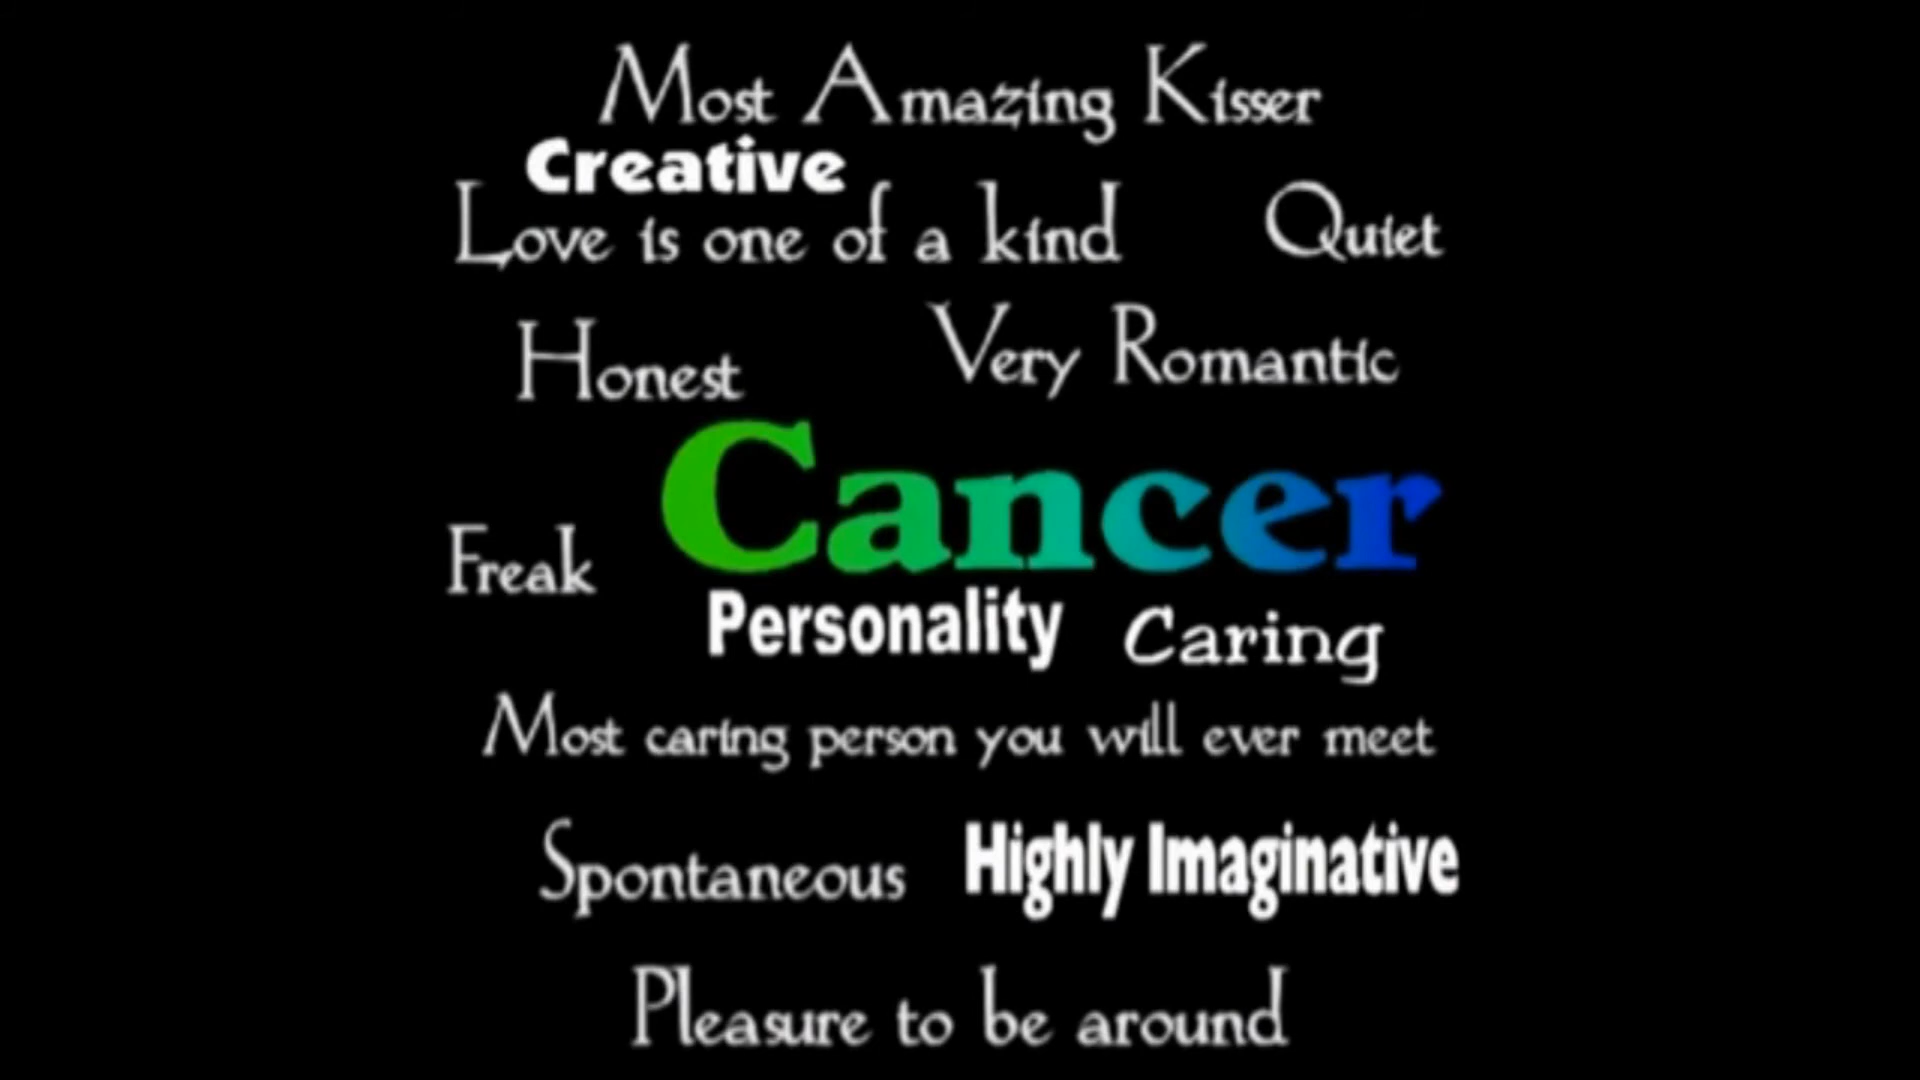 Most Amazing Kisser
Creative
Love is one of a kind
Quiet
Honest
Very Romantic
Cancer
Freak
Personality
Caring
Most caring person you will ever meet
Spontaneous
Highly Imaginative
Pleasure to be around